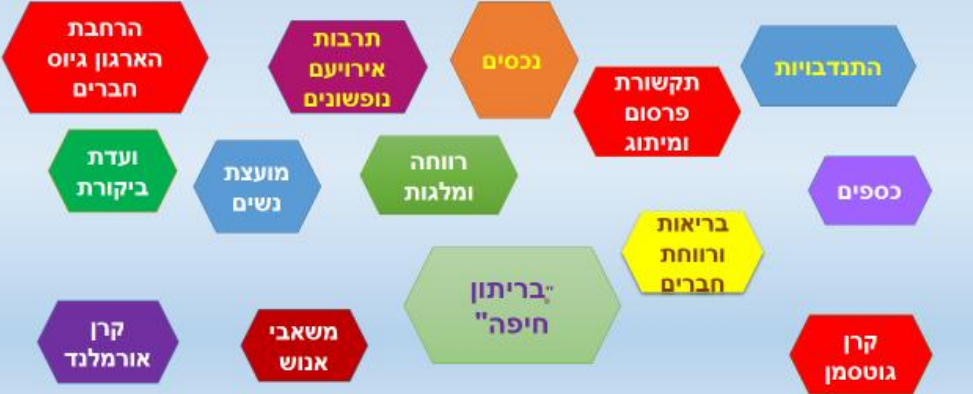 הרחבת
הארגון גיוס
חברים
תרבות
אירויעם
נופשונים
נכסים
תקשורת
פרסום
ומיתוג
התנדבויות
ועדת
ביקורת
מועצת
נשים
רווחה
ומלגות
בריאות
ורווחת
חברים
כספים
קרן
אורמלנד
משאבי
אנוש
"בריתון
חיפה"
קרן
גוטסמן